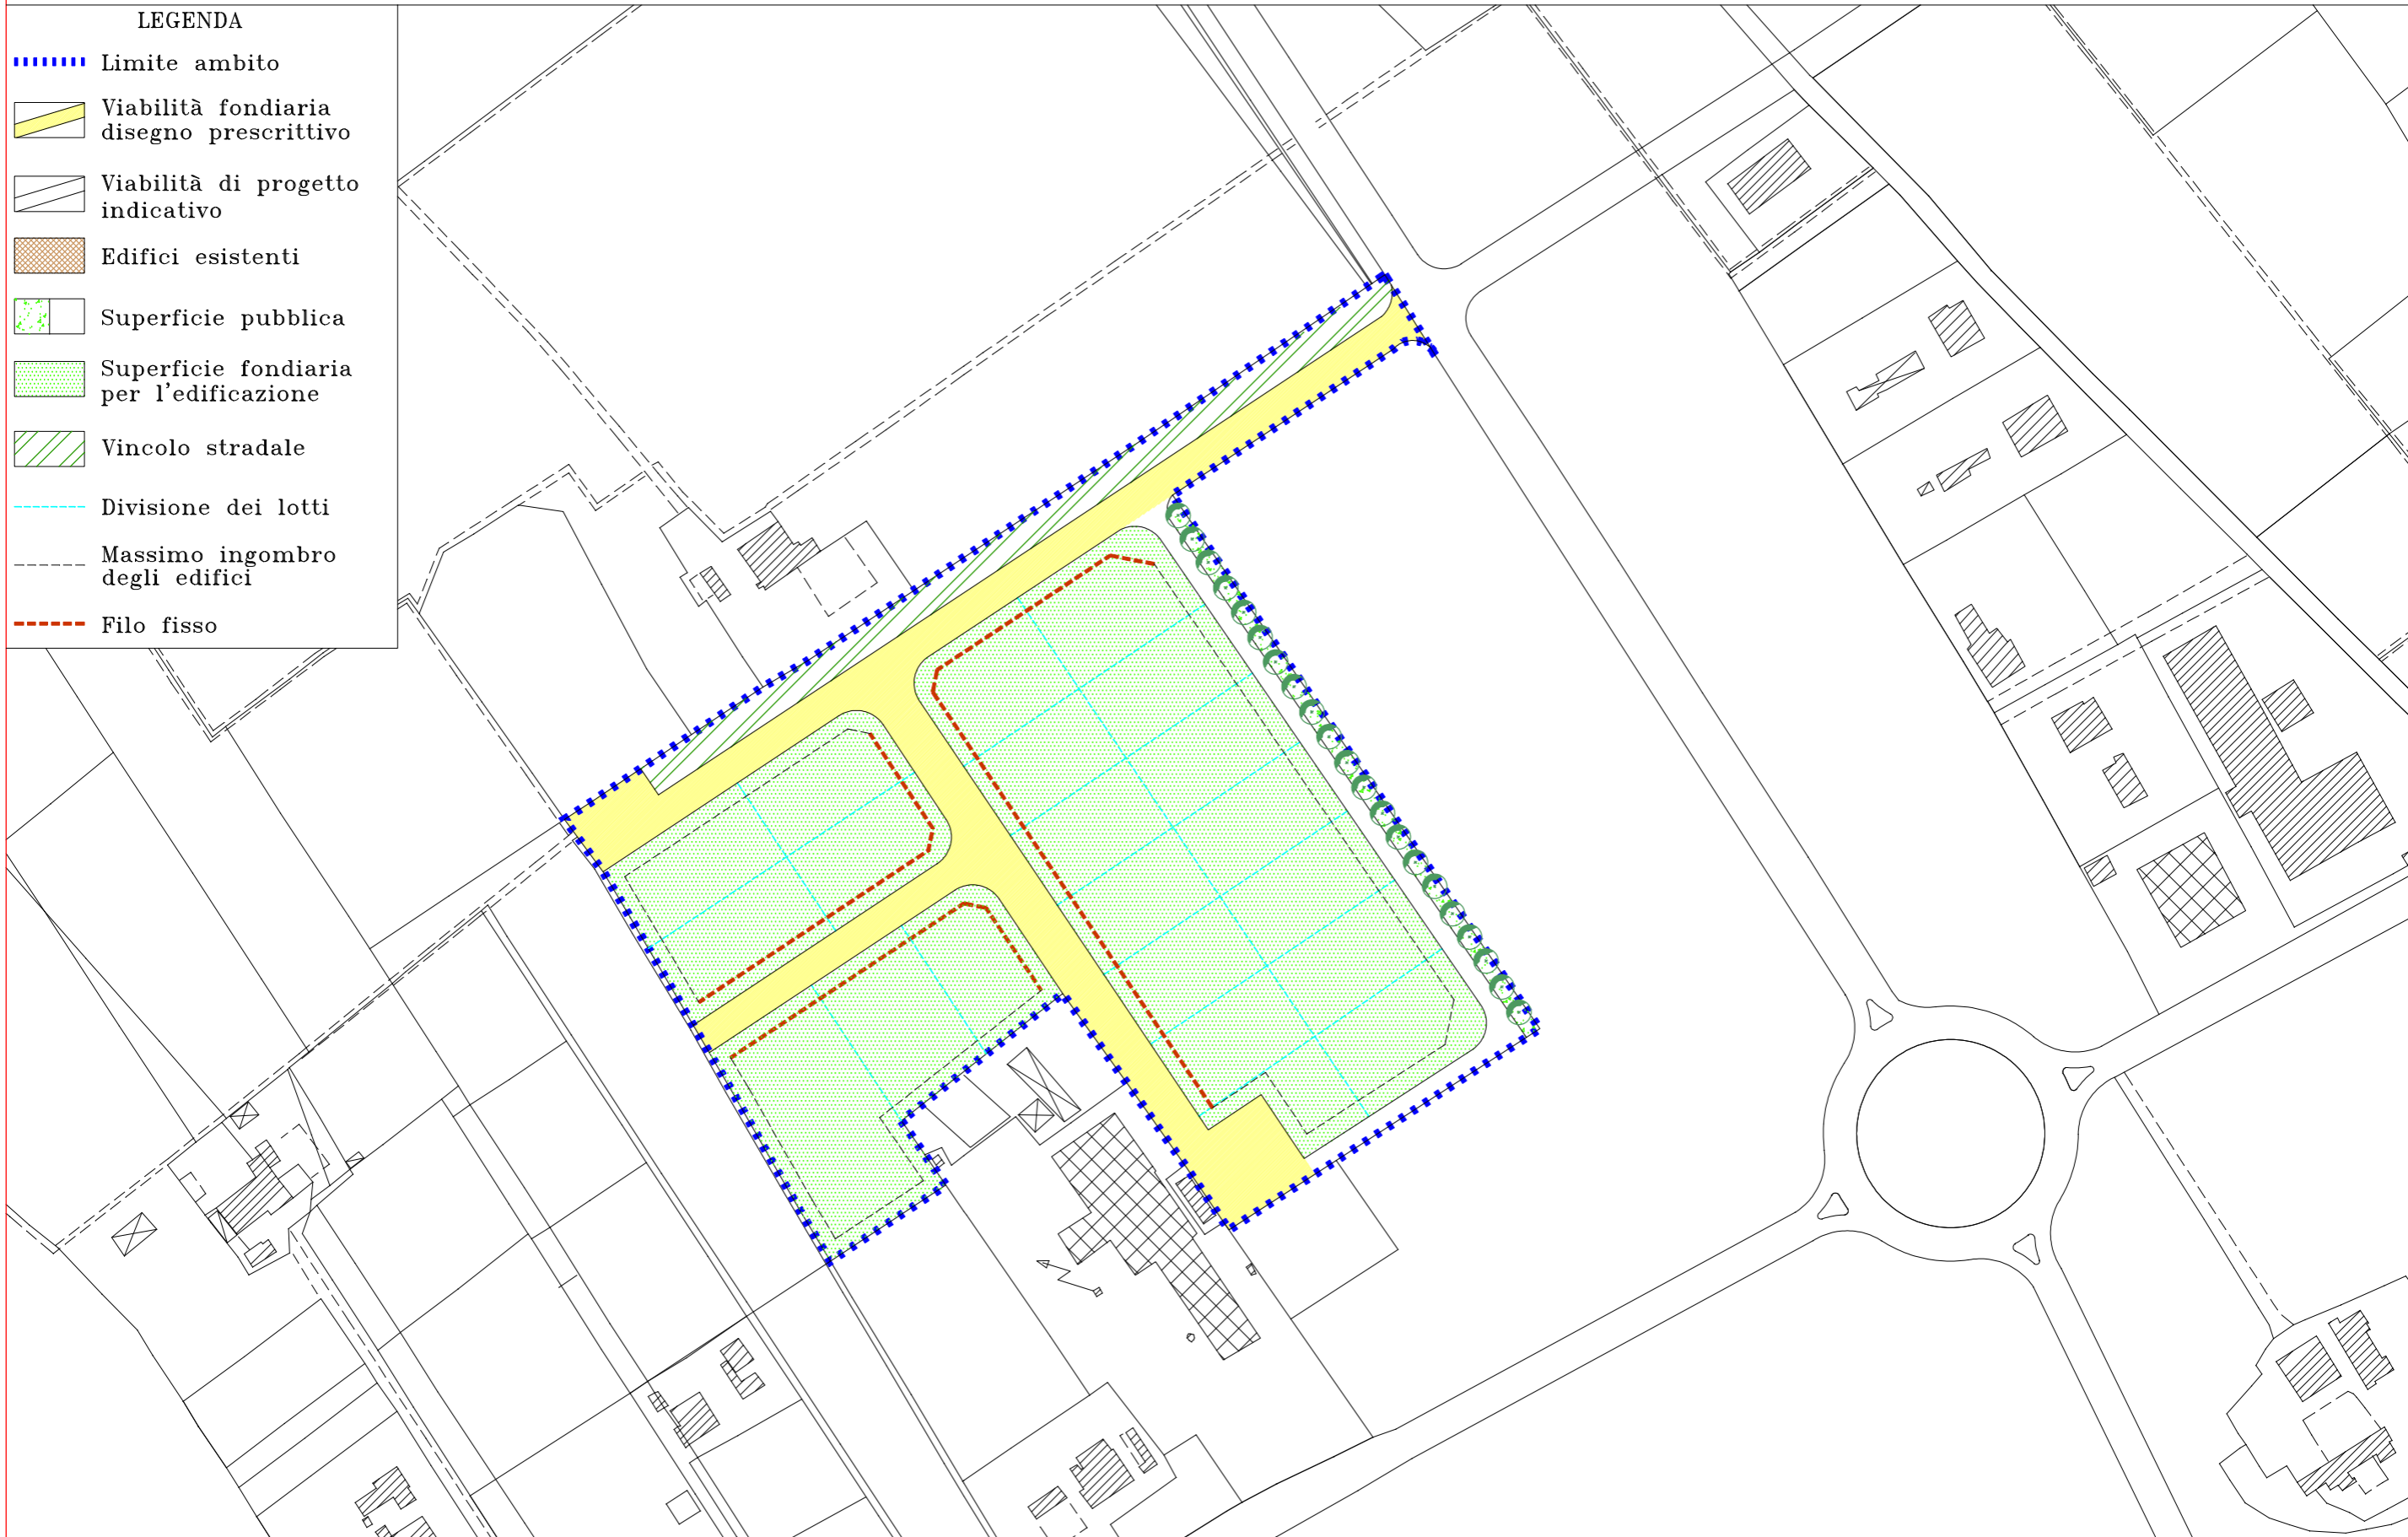 LEGENDA
Limite ambito
Viabilità fondiaria
disegno prescrittivo
Viabilità di progetto
indicativo
Edifici esistenti
Superficie pubblica
Superficie fondiaria
per l'edificazione
Vincolo stradale
Divisione dei lotti
Massimo ingombro
degli edifici
Filo fisso